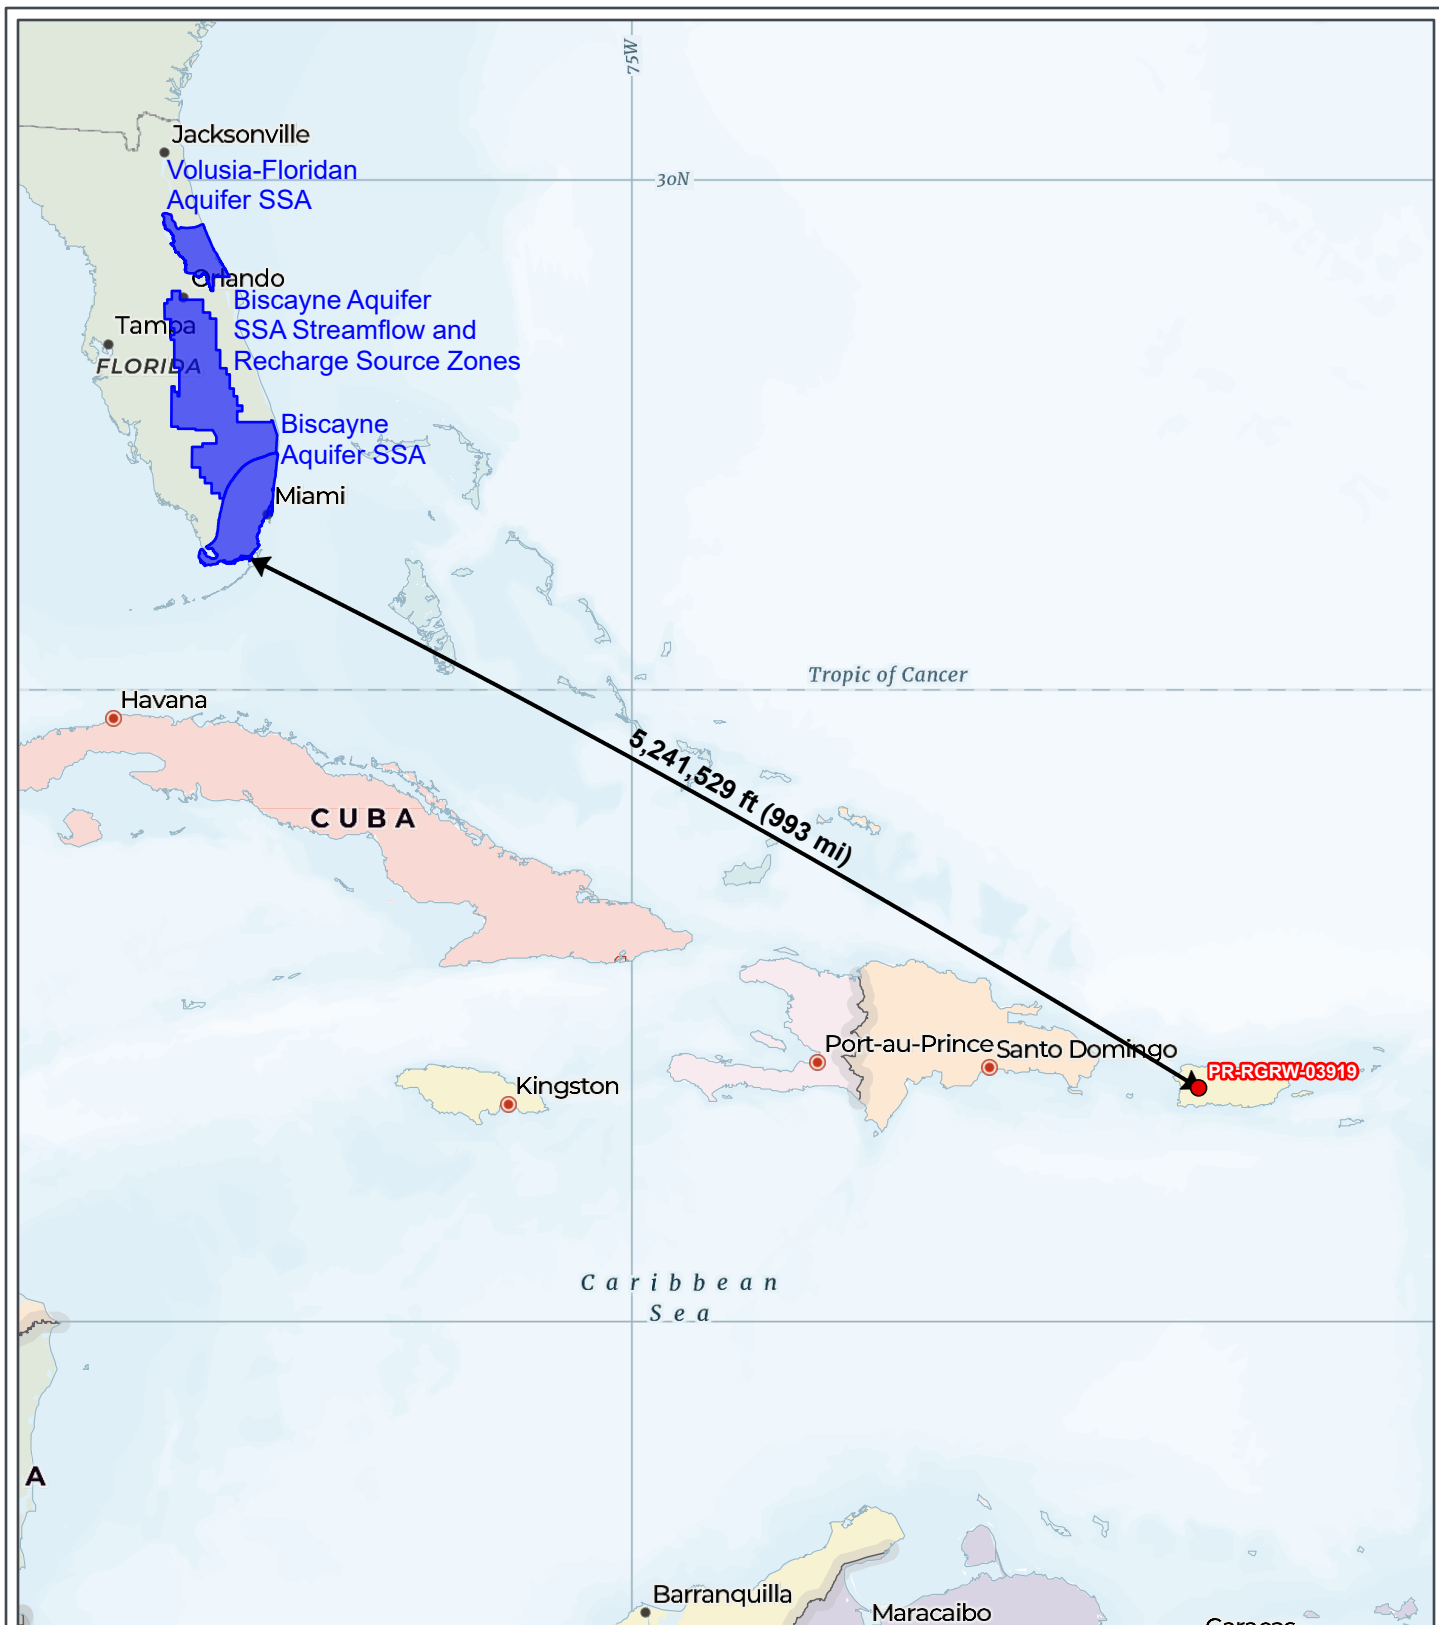 75W
Jacksonville
Volusia-Floridan
Aquifer SSA
30N
Orlando
Biscayne Aquifer
SSA Streamflow and
Recharge Source Zones
Tampa
FLORIDA
Biscayne
Aquifer SSA
Miami
Tropic of Cancer
Havana
5,241,529 ft (993 mi)
CUBA
Port-au-Prince
Santo Domingo
PR-RGRW-03919
Kingston
Caribbean
Sea
A
Barranquilla
Maracaibo
Caracas